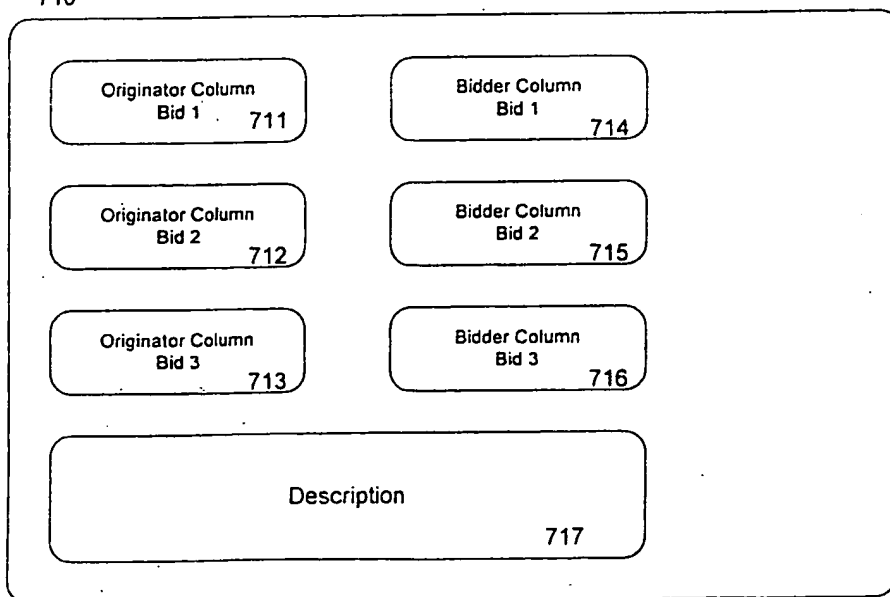 Originator Column
Bid 1
711
Bidder Column
Bid 1
714
Originator Column
Bid 2
712
Bidder Column
Bid 2
715
Originator Column
Bid 3
713
Bidder Column
Bid 3
716
Description
717